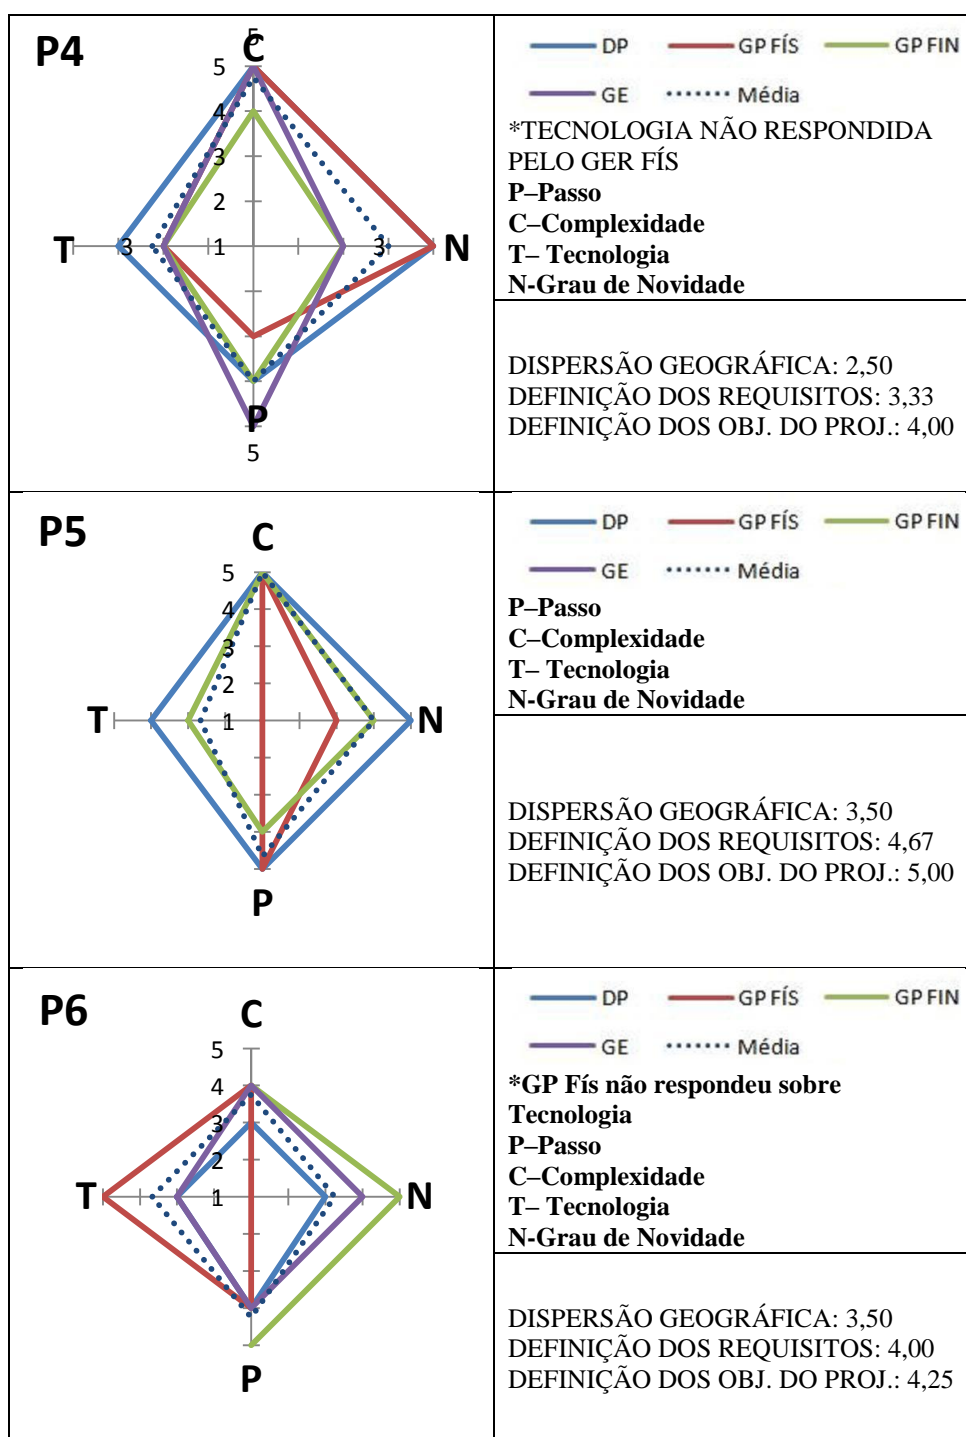 P4
5
C
5
4
3
2
T 3 1 3 N
P
5
DP GP FÍS GP FIN
GE Média
*TECNOLOGIA NÃO RESPONDIDA
PELO GER FÍS
P–Passo
C–Complexidade
T– Tecnologia
N-Grau de Novidade
DISPERSÃO GEOGRÁFICA: 2,50
DEFINIÇÃO DOS REQUISITOS: 3,33
DEFINIÇÃO DOS OBJ. DO PROJ.: 4,00
P5
C
5
4
3
2
T 1 N
P
DP GP FÍS GP FIN
GE Média
P–Passo
C–Complexidade
T– Tecnologia
N-Grau de Novidade
DISPERSÃO GEOGRÁFICA: 3,50
DEFINIÇÃO DOS REQUISITOS: 4,67
DEFINIÇÃO DOS OBJ. DO PROJ.: 5,00
P6
C
5
4
3
2
T 1 N
P
DP GP FÍS GP FIN
GE Média
*GP Fís não respondeu sobre
Tecnologia
P–Passo
C–Complexidade
T– Tecnologia
N-Grau de Novidade
DISPERSÃO GEOGRÁFICA: 3,50
DEFINIÇÃO DOS REQUISITOS: 4,00
DEFINIÇÃO DOS OBJ. DO PROJ.: 4,25